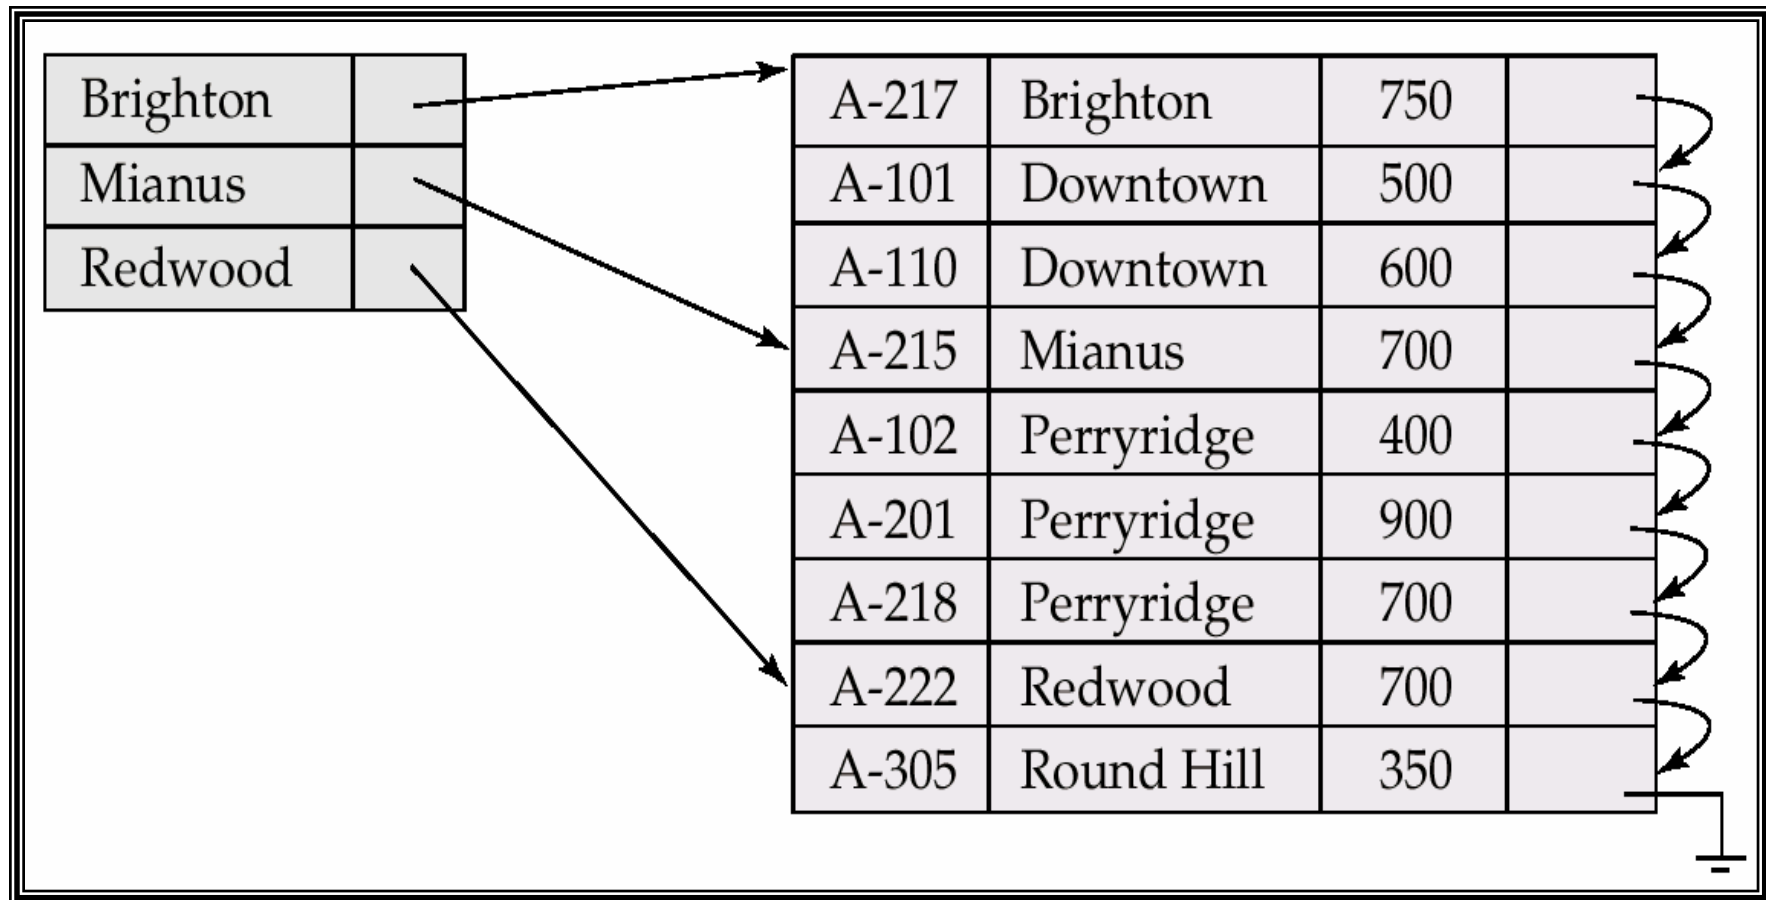 Brighton
Mianus
Redwood
A-217 Brighton 750
A-101 Downtown 500
A-110 Downtown 600
A-215 Mianus 700
A-102 Perryridge 400
A-201 Perryridge 900
A-218 Perryridge 700
A-222 Redwood 700
A-305 Round Hill 350